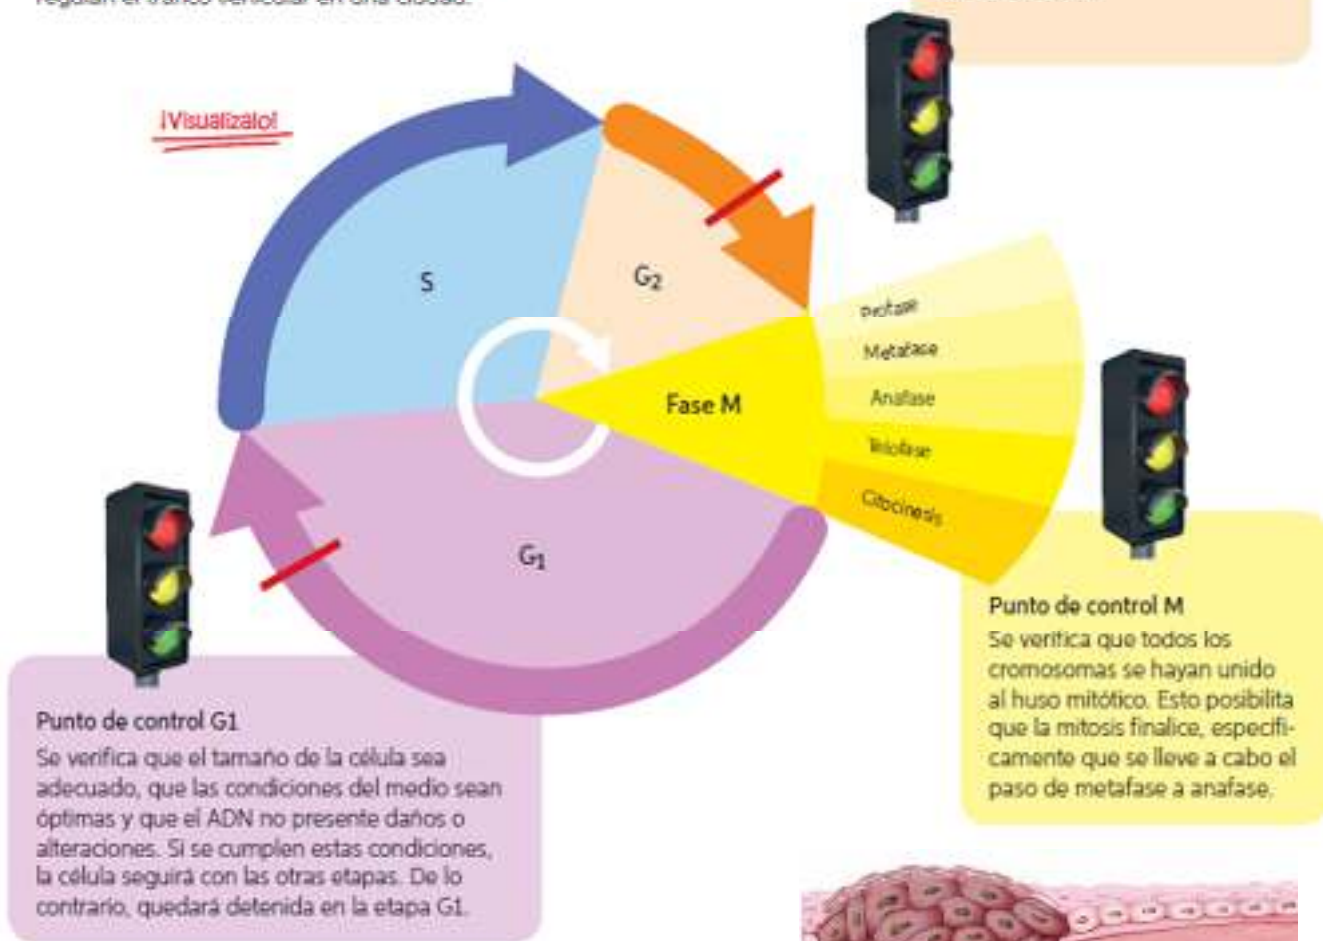 ¡Visualízalo!
S
G2
Profase
Metafase
Anafase
Telofase
Citocinesis
Fase M
G1
Punto de control M
Se verifica que todos los
cromosomas se hayan unido
al huso mitótico. Esto posibilita
que la mitosis finalice, específi-
camente que se lleve a cabo el
paso de metafase a anafase.
Punto de control G1
Se verifica que el tamaño de la célula sea
adecuado, que las condiciones del medio sean
óptimas y que el ADN no presente daños o
alteraciones. Si se cumplen estas condiciones,
la célula seguirá con las otras etapas. De lo
contrario, quedará detenida en la etapa G1.